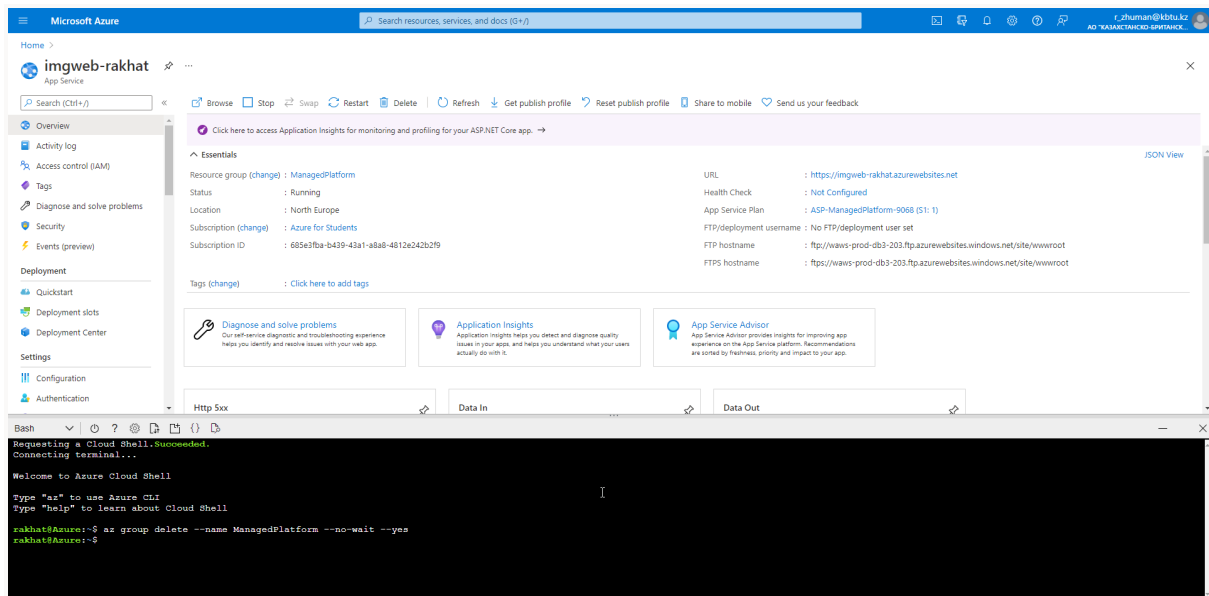 Microsoft Azure
Search resources, services, and docs (G+/)
r_zhuman@kbtu.kz
АО "КАЗАХСТАНСКО-БРИТАНСК...
Home >
imgweb-rakhat
App Service
Search (Ctrl+/)
«
Browse Stop Swap Restart Delete Refresh Get publish profile Reset publish profile Share to mobile Send us your feedback
Overview
Activity log
Access control (IAM)
Tags
Diagnose and solve problems
Security
Events (preview)
Deployment
Quickstart
Deployment slots
Deployment Center
Settings
Configuration
Authentication
Click here to access Application Insights for monitoring and profiling for your ASP.NET Core app. →
Essentials
JSON View
Resource group (change) : ManagedPlatform
Status : Running
Location : North Europe
Subscription (change) : Azure for Students
Subscription ID : 685e3fba-b439-43a1-a8a8-4812e242b2f9
URL : https://imgweb-rakhat.azurewebsites.net
Health Check : Not Configured
App Service Plan : ASP-ManagedPlatform-9068 (S1: 1)
FTP/deployment username : No FTP/deployment user set
FTP hostname : ftp://waws-prod-db3-203.ftp.azurewebsites.windows.net/site/wwwroot
FTPS hostname : ftps://waws-prod-db3-203.ftp.azurewebsites.windows.net/site/wwwroot
Tags (change) : Click here to add tags
Diagnose and solve problems
Our self-service diagnostic and troubleshooting experience
helps you identify and resolve issues with your web app.
Application Insights
Application Insights helps you detect and diagnose quality
issues in your apps, and helps you understand what your users
actually do with it.
App Service Advisor
App Service Advisor provides insights for improving app
experience on the App Service platform. Recommendations
are sorted by freshness, priority and impact to your app.
Http 5xx
Data In
Data Out
Bash
Requesting a Cloud Shell.Succeeded.
Connecting terminal...
Welcome to Azure Cloud Shell
Type "az" to use Azure CLI
Type "help" to learn about Cloud Shell
rakhat@Azure:~$ az group delete --name ManagedPlatform --no-wait --yes
rakhat@Azure:~$